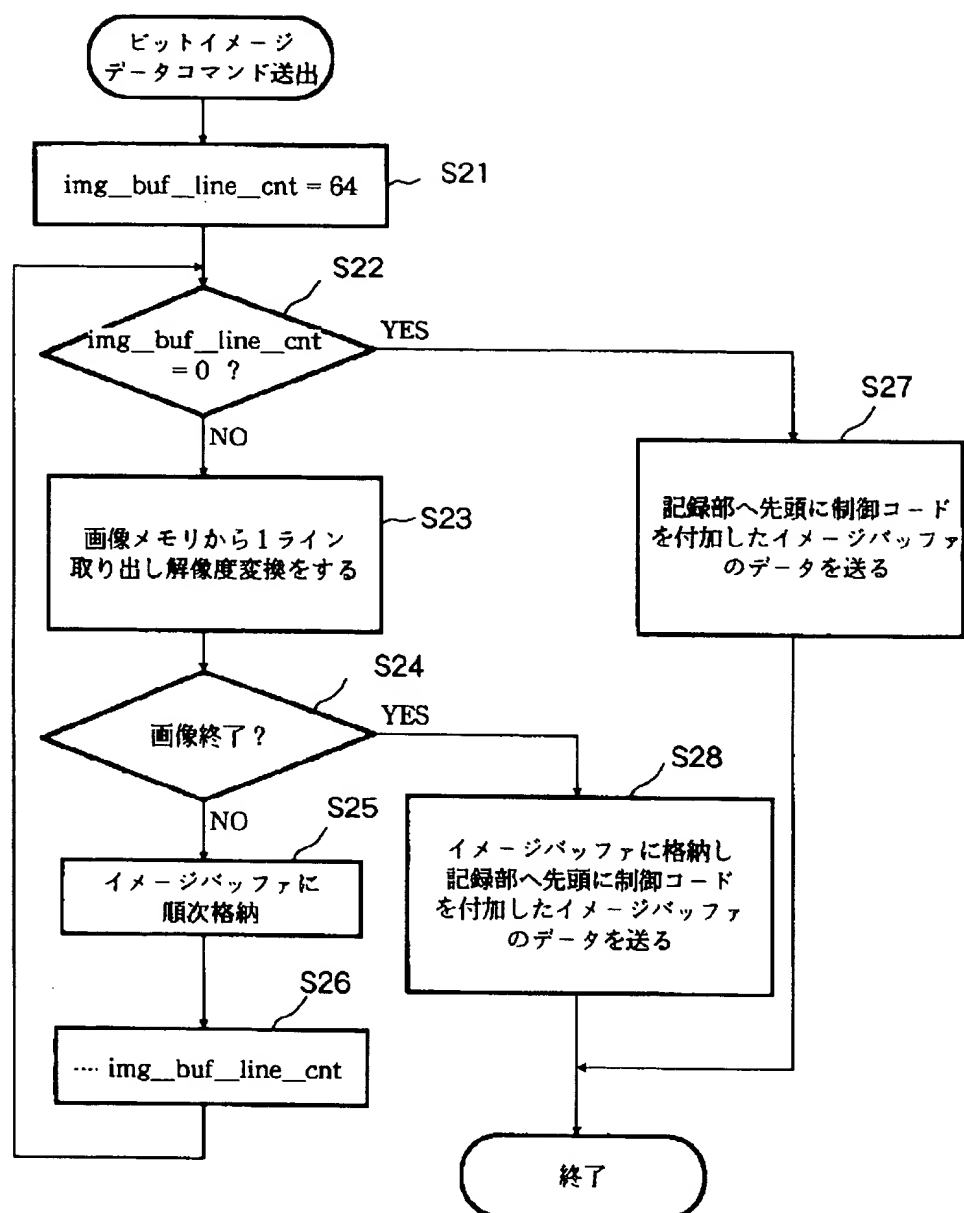 ビットイメージ
データコマンド送出
img__buf__line__cnt = 64
S21
S22
img__buf__line__cnt
= 0 ?
YES
NO
S27
記録部へ先頭に制御コード
を付加したイメージバッファ
のデータを送る
S23
画像メモリから1ライン
取り出し解像度変換をする
S24
画像終了?
YES
NO
S28
イメージバッファに格納し
記録部へ先頭に制御コード
を付加したイメージバッファ
のデータを送る
S25
イメージバッファに
順次格納
S26
---- img__buf__line__cnt
終了